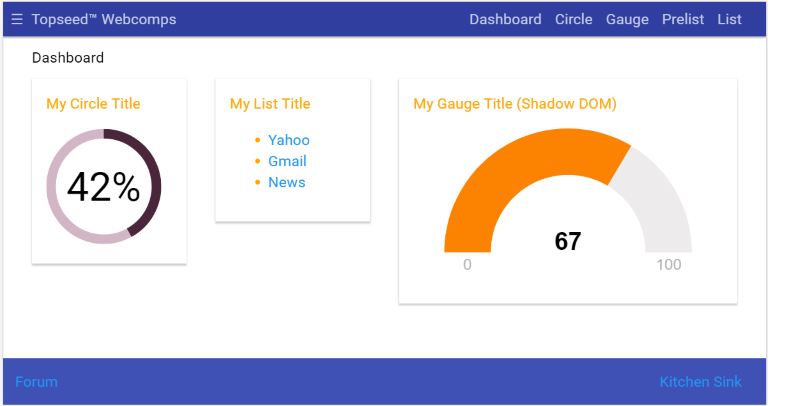 ☰ Topseed™ Webcomps Dashboard Circle Gauge Prelist List
Dashboard
My Circle Title
42%
My List Title
• Yahoo
• Gmail
• News
My Gauge Title (Shadow DOM)
67
0 100
Forum Kitchen Sink